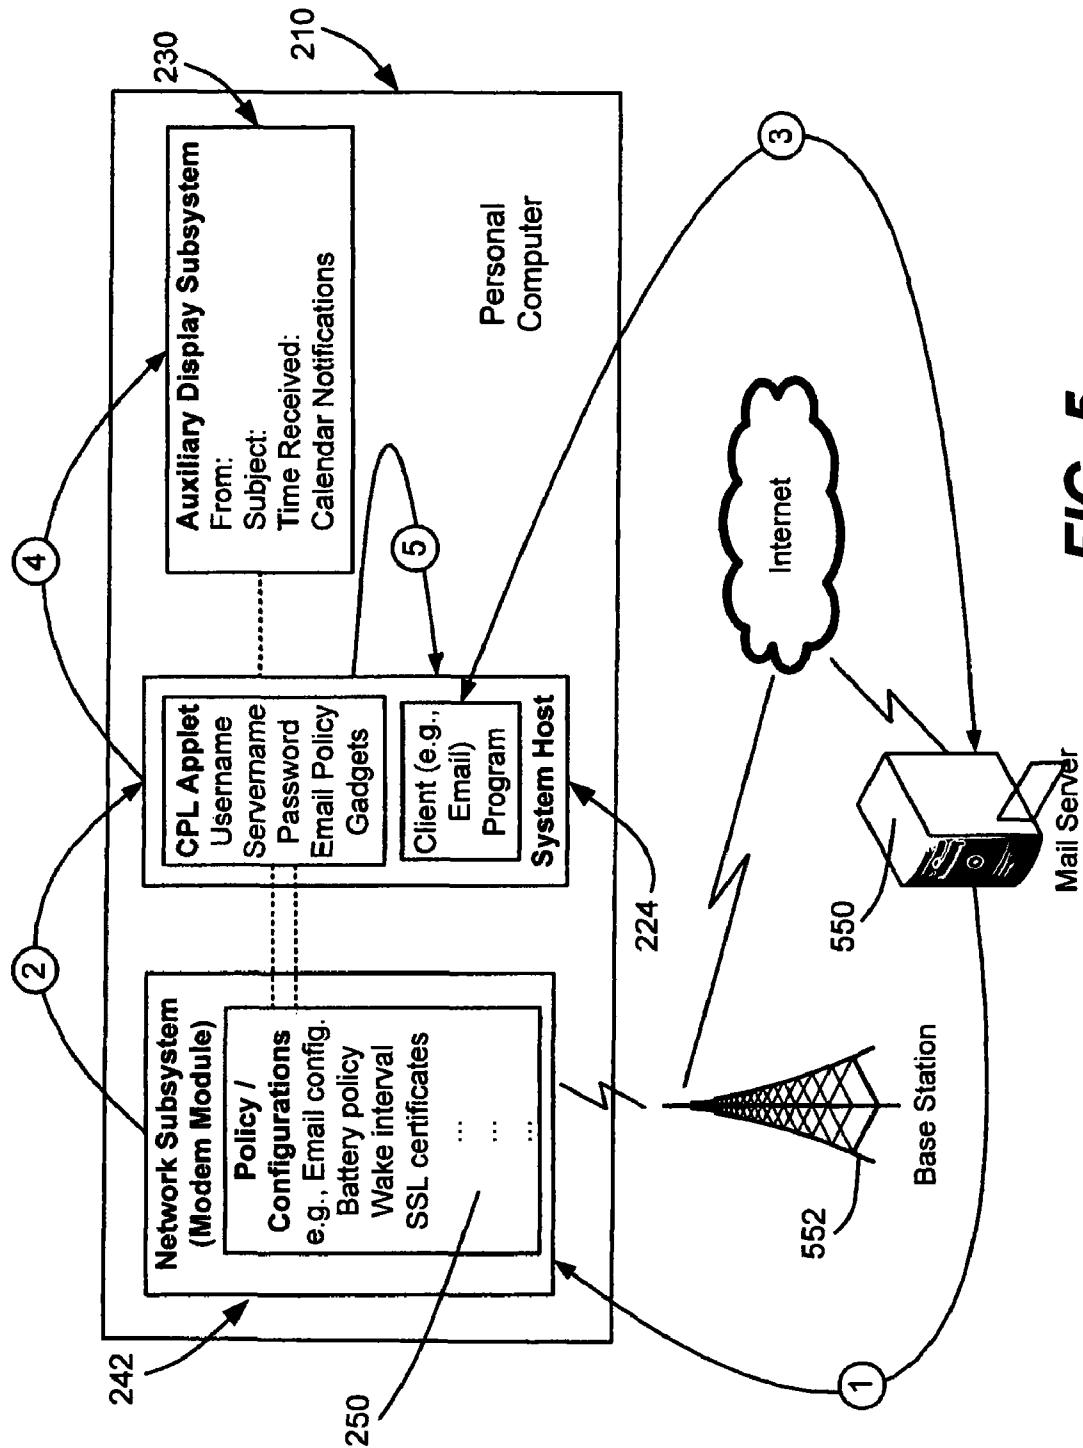 210
230
Auxiliary Display Subsystem
From:
Subject:
Time Received:
Calendar Notifications
Personal
Computer
4
5
3
2
CPL Applet
Username
Servername
Password
Email Policy
Gadgets
Client (e.g.,
Email)
Program
System Host
224
Network Subsystem
(Modem Module)
Policy /
Configurations
e.g., Email config.
Battery policy
Wake interval
SSL certificates
...
...
...
242
250
1
Internet
550
Mail Server
552
Base Station
FIG. 5